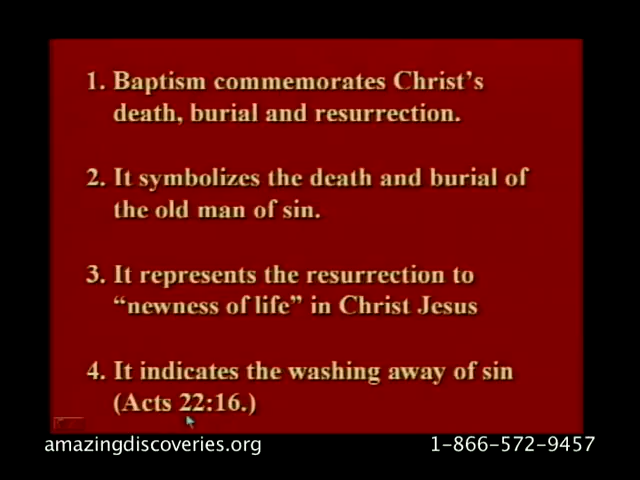 1. Baptism commemorates Christ's
death, burial and resurrection.
2. It symbolizes the death and burial of
the old man of sin.
3. It represents the resurrection to
“newness of life” in Christ Jesus
4. It indicates the washing away of sin
(Acts 22:16.)
amazingdiscoveries.org 1-866-572-9457